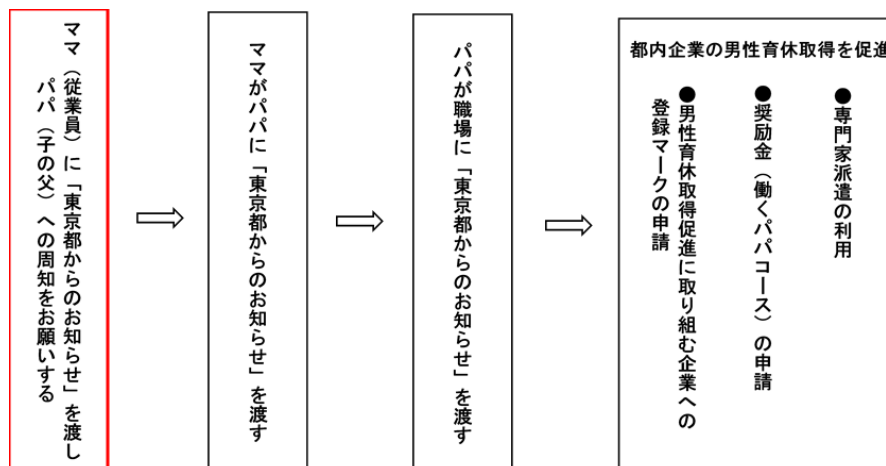 ママ（従業員）に「東京都からのお知らせ」を渡し
パパ（子の父）への周知をお願いする
ママがパパに「東京都からのお知らせ」を渡す
パパが職場に「東京都からのお知らせ」を渡す
都内企業の男性育休取得を促進
●専門家派遣の利用
●奨励金（働くパパコース）の申請
●男性育休取得促進に取り組む企業への
登録マークの申請